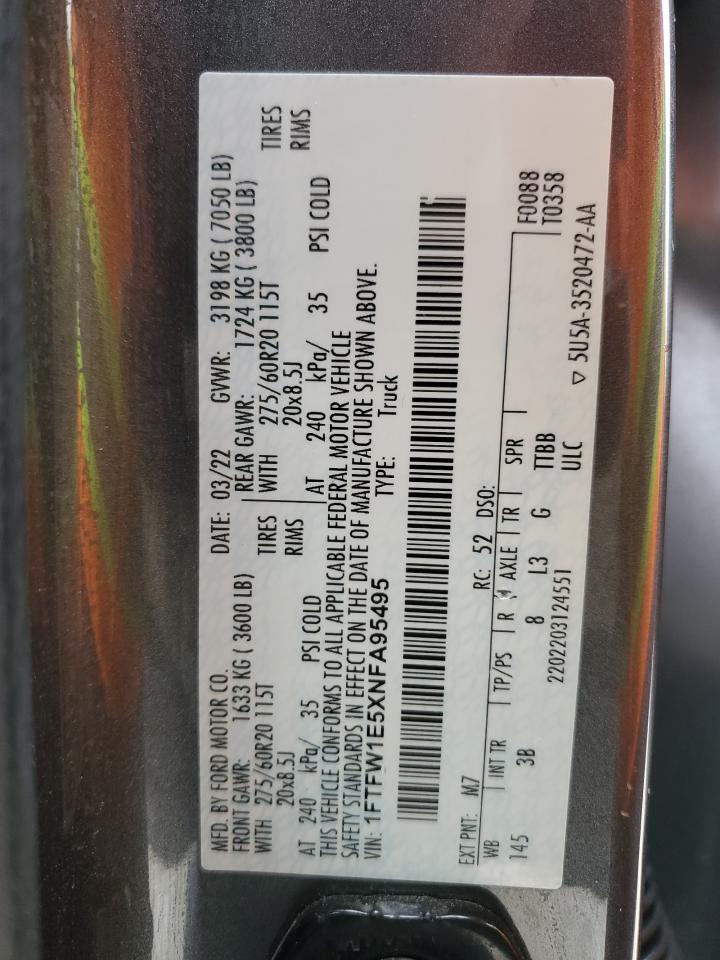 MFD. BY FORD MOTOR CO. DATE: 03/22 GVWR: 3198 KG ( 7050 LB)
FRONT GAWR: 1633 KG ( 3600 LB) REAR GAWR: 1724 KG ( 3800 LB)
WITH 275/60R20 115T TIRES WITH 275/60R20 115T TIRES
20x8.5J RIMS 20x8.5J RIMS
AT 240 kPa/ 35 PSI COLD AT 240 kPa/ 35 PSI COLD
THIS VEHICLE CONFORMS TO ALL APPLICABLE FEDERAL MOTOR VEHICLE
SAFETY STANDARDS IN EFFECT ON THE DATE OF MANUFACTURE SHOWN ABOVE.
VIN: 1FTFW1E5XNFA95495 TYPE: Truck
EXT PNT: M7 RC: 52 DSO:
WB INT TR TP/PS R AXLE TR SPR F0088
145 3B 8 L3 G TTBB T0358
2202203124551 ULC
▽ 5U5A-3520472-AA